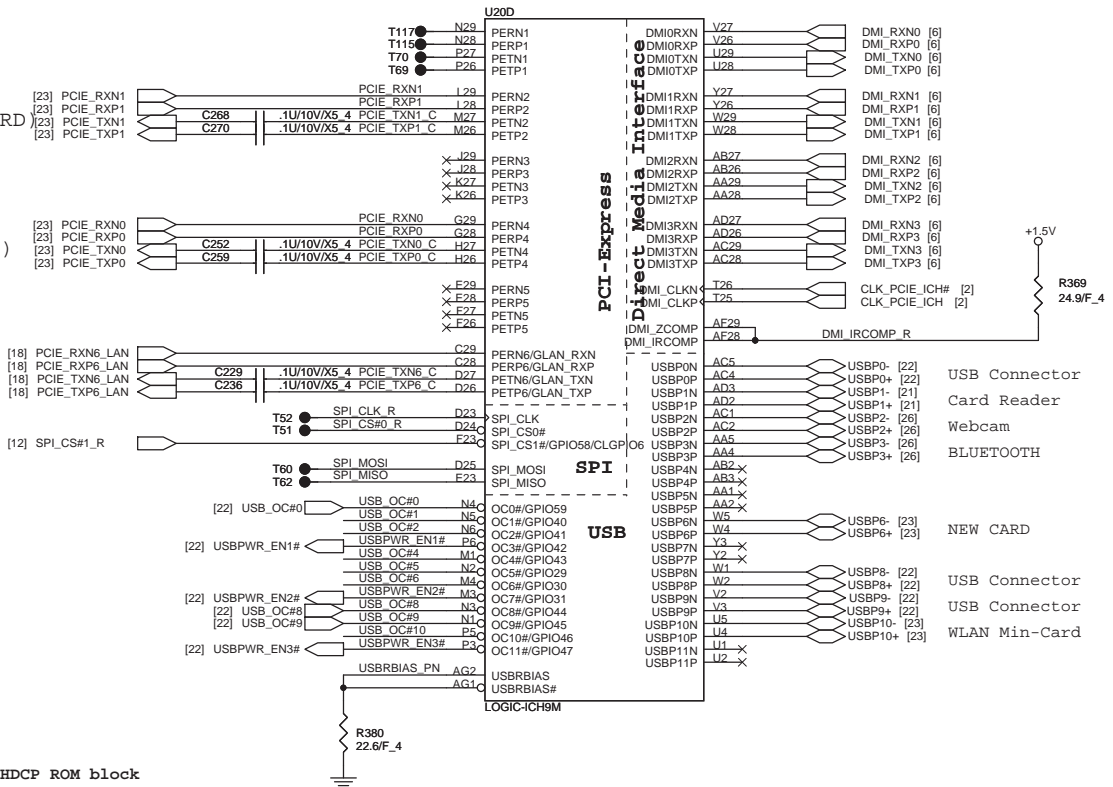 U20D
T117 N29 PERN1 DMI0RXN V27 DMI_RXN0 [6]
T115 N28 PERP1 DMI0RXP V26 DMI_RXP0 [6]
T70 P27 PETN1 DMI0TXN U29 DMI_TXN0 [6]
T69 P26 PETP1 DMI0TXP U28 DMI_TXP0 [6]
[23] PCIE_RXN1 PCIE_RXN1 L29 PERN2 DMI1RXN Y27 DMI_RXN1 [6]
[23] PCIE_RXP1 PCIE_RXP1 L28 PERP2 DMI1RXP Y26 DMI_RXP1 [6]
RD)
[23] PCIE_TXN1 C268 .1U/10V/X5_4 PCIE_TXN1_C M27 PETN2 DMI1TXN W29 DMI_TXN1 [6]
[23] PCIE_TXP1 C270 .1U/10V/X5_4 PCIE_TXP1_C M26 PETP2 DMI1TXP W28 DMI_TXP1 [6]
J29 PERN3 DMI2RXN AB27 DMI_RXN2 [6]
J28 PERP3 DMI2RXP AB26 DMI_RXP2 [6]
K27 PETN3 DMI2TXN AA29 DMI_TXN2 [6]
K26 PETP3 DMI2TXP AA28 DMI_TXP2 [6]
PCI-Express
Direct Media Interface
[23] PCIE_RXN0 PCIE_RXN0 G29 PERN4 DMI3RXN AD27 DMI_RXN3 [6]
[23] PCIE_RXP0 PCIE_RXP0 G28 PERP4 DMI3RXP AD26 DMI_RXP3 [6]
)
[23] PCIE_TXN0 C252 .1U/10V/X5_4 PCIE_TXN0_C H27 PETN4 DMI3TXN AC29 DMI_TXN3 [6]
[23] PCIE_TXP0 C259 .1U/10V/X5_4 PCIE_TXP0_C H26 PETP4 DMI3TXP AC28 DMI_TXP3 [6]
+1.5V
R369
24.9/F_4
E29 PERN5 DMI_CLKN T26 CLK_PCIE_ICH# [2]
E28 PERP5 DMI_CLKP T25 CLK_PCIE_ICH [2]
F27 PETN5
F26 PETP5 DMI_ZCOMP AF29
DMI_IRCOMP AF28 DMI_IRCOMP_R
[18] PCIE_RXN6_LAN C29 PERN6/GLAN_RXN
[18] PCIE_RXP6_LAN C28 PERP6/GLAN_RXP USBP0N AC5 USBP0- [22]
[18] PCIE_TXN6_LAN C229 .1U/10V/X5_4 PCIE_TXN6_C D27 PETN6/GLAN_TXN USBP0P AC4 USBP0+ [22] USB Connector
[18] PCIE_TXP6_LAN C236 .1U/10V/X5_4 PCIE_TXP6_C D26 PETP6/GLAN_TXP USBP1N AD3 USBP1- [21]
USBP1P AD2 USBP1+ [21] Card Reader
T52 SPI_CLK_R D23 SPI_CLK USBP2N AC1 USBP2- [26]
T51 SPI_CS#0_R D24 SPI_CS0# USBP2P AC2 USBP2+ [26] Webcam
[12] SPI_CS#1_R F23 SPI_CS1#/GPIO58/CLGPIO6 USBP3N AA5 USBP3- [26]
USBP3P AA4 USBP3+ [26] BLUETOOTH
T60 SPI_MOSI D25 SPI_MOSI SPI USBP4N AB2
T62 SPI_MISO E23 SPI_MISO USBP4P AB3
USBP5N AA1
[22] USB_OC#0 USB_OC#0 N4 OC0#/GPIO59 USBP5P AA2
USB_OC#1 N5 OC1#/GPIO40 USBP6N W5 USBP6- [23]
USB_OC#2 N6 OC2#/GPIO41 USB USBP6P W4 USBP6+ [23] NEW CARD
[22] USBPWR_EN1# USBPWR_EN1# P6 OC3#/GPIO42 USBP7N Y3
USB_OC#4 M1 OC4#/GPIO43 USBP7P Y2
USB_OC#5 N2 OC5#/GPIO29 USBP8N W1 USBP8- [22]
USB_OC#6 M4 OC6#/GPIO30 USBP8P W2 USBP8+ [22] USB Connector
[22] USBPWR_EN2# USBPWR_EN2# M3 OC7#/GPIO31 USBP9N V2 USBP9- [22]
[22] USB_OC#8 USB_OC#8 N3 OC8#/GPIO44 USBP9P V3 USBP9+ [22] USB Connector
[22] USB_OC#9 USB_OC#9 N1 OC9#/GPIO45 USBP10N U5 USBP10- [23]
USB_OC#10 P5 OC10#/GPIO46 USBP10P U4 USBP10+ [23] WLAN Min-Card
[22] USBPWR_EN3# USBPWR_EN3# P3 OC11#/GPIO47 USBP11N U1
USBP11P U2
USBRBIAS_PN AG2 USBRBIAS
AG1 USBRBIAS#
LOGIC-ICH9M
R380
22.6/F_4
HDCP ROM block